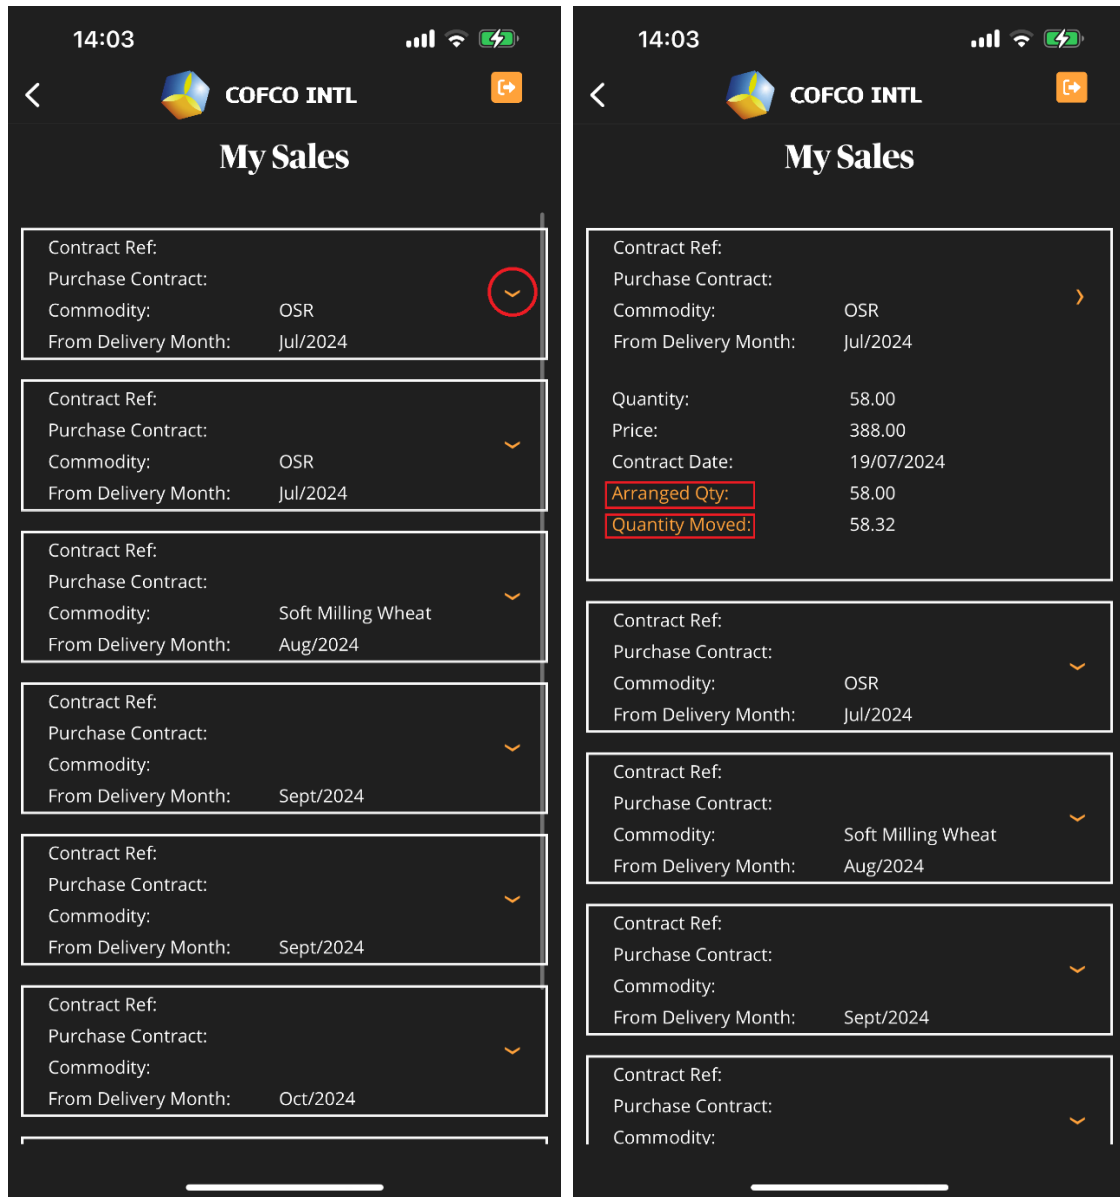 14:03
COFCO INTL
My Sales
Contract Ref:
Purchase Contract:
Commodity: OSR
From Delivery Month: Jul/2024
Contract Ref:
Purchase Contract:
Commodity: OSR
From Delivery Month: Jul/2024
Contract Ref:
Purchase Contract:
Commodity: Soft Milling Wheat
From Delivery Month: Aug/2024
Contract Ref:
Purchase Contract:
Commodity:
From Delivery Month: Sept/2024
Contract Ref:
Purchase Contract:
Commodity:
From Delivery Month: Sept/2024
Contract Ref:
Purchase Contract:
Commodity:
From Delivery Month: Oct/2024
14:03
COFCO INTL
My Sales
Contract Ref:
Purchase Contract:
Commodity: OSR
From Delivery Month: Jul/2024
Quantity: 58.00
Price: 388.00
Contract Date: 19/07/2024
Arranged Qty: 58.00
Quantity Moved: 58.32
Contract Ref:
Purchase Contract:
Commodity: OSR
From Delivery Month: Jul/2024
Contract Ref:
Purchase Contract:
Commodity: Soft Milling Wheat
From Delivery Month: Aug/2024
Contract Ref:
Purchase Contract:
Commodity:
From Delivery Month: Sept/2024
Contract Ref:
Purchase Contract:
Commodity: